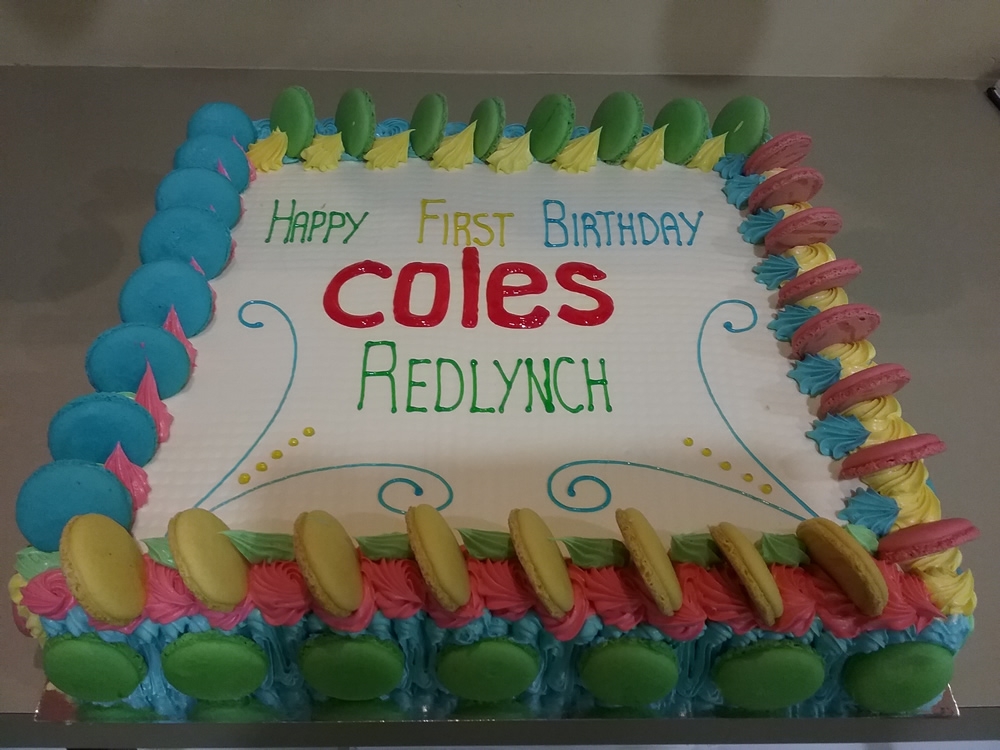 Happy First Birthday
coles
Redlynch